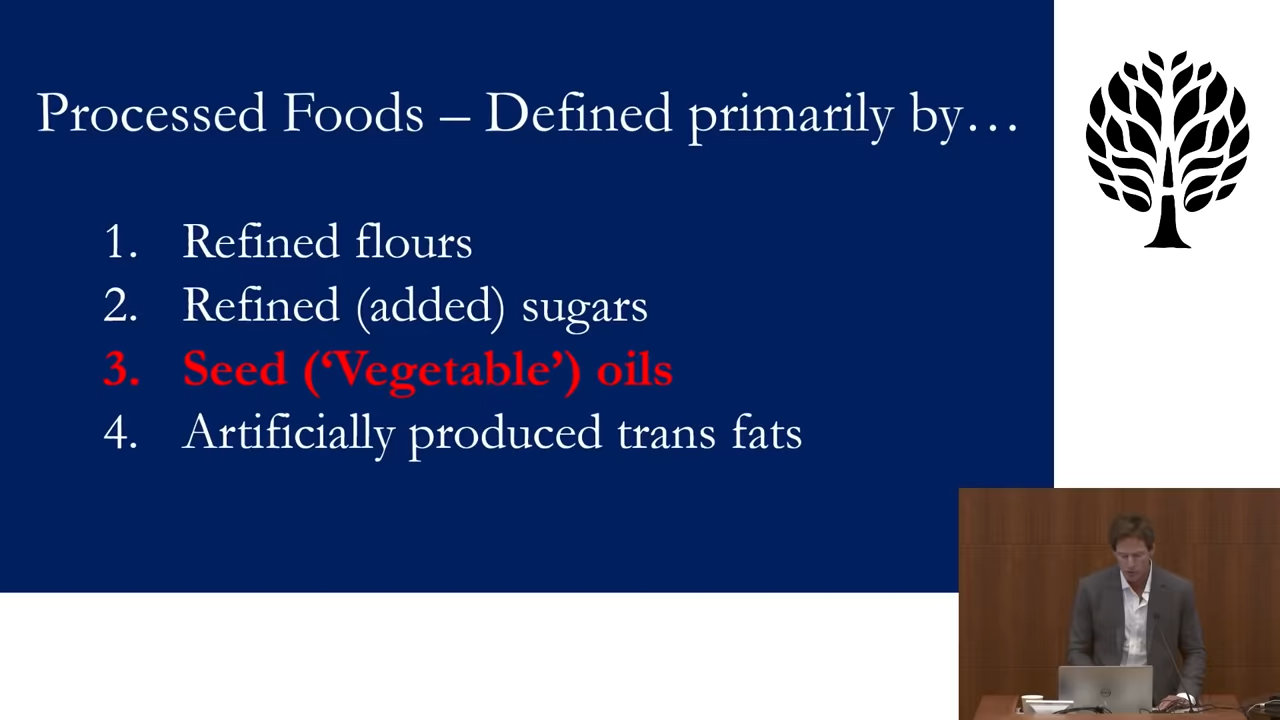 Processed Foods – Defined primarily by…
1. Refined flours
2. Refined (added) sugars
3. Seed (‘Vegetable’) oils
4. Artificially produced trans fats